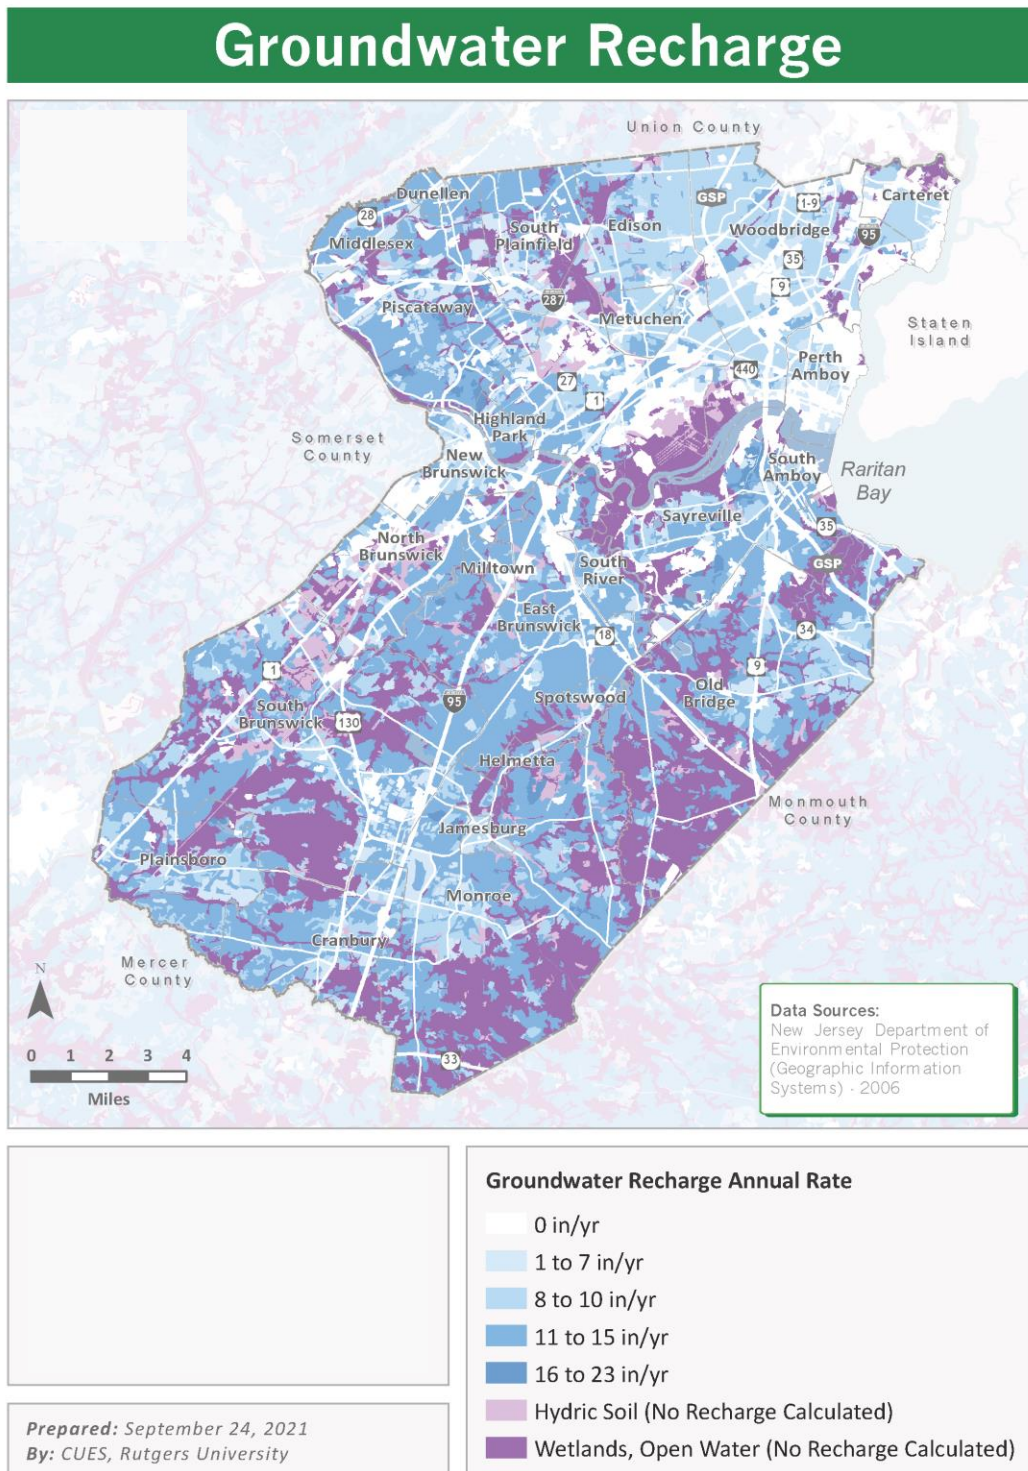 Groundwater Recharge
Union County
Dunellen
Carteret
28
GSP
1-9
Middlesex
South
Plainfield
Edison
Woodbridge
95
35
9
Piscataway
287
Metuchen
Staten
Island
Perth
Amboy
440
27
1
Highland
Park
Somerset
County
New
Brunswick
South
Amboy
Raritan
Bay
Sayreville
35
North
Brunswick
Milltown
South
River
GSP
East
Brunswick
18
34
1
9
South
Brunswick
130
95
Spotswood
Old
Bridge
Helmetta
Monmouth
County
Jamesburg
Plainsboro
Monroe
Cranbury
Mercer
County
N
33
0 1 2 3 4
Miles
Data Sources:
New Jersey Department of
Environmental Protection
(Geographic Information
Systems) - 2006
Groundwater Recharge Annual Rate
0 in/yr
1 to 7 in/yr
8 to 10 in/yr
11 to 15 in/yr
16 to 23 in/yr
Hydric Soil (No Recharge Calculated)
Wetlands, Open Water (No Recharge Calculated)
Prepared: September 24, 2021
By: CUES, Rutgers University